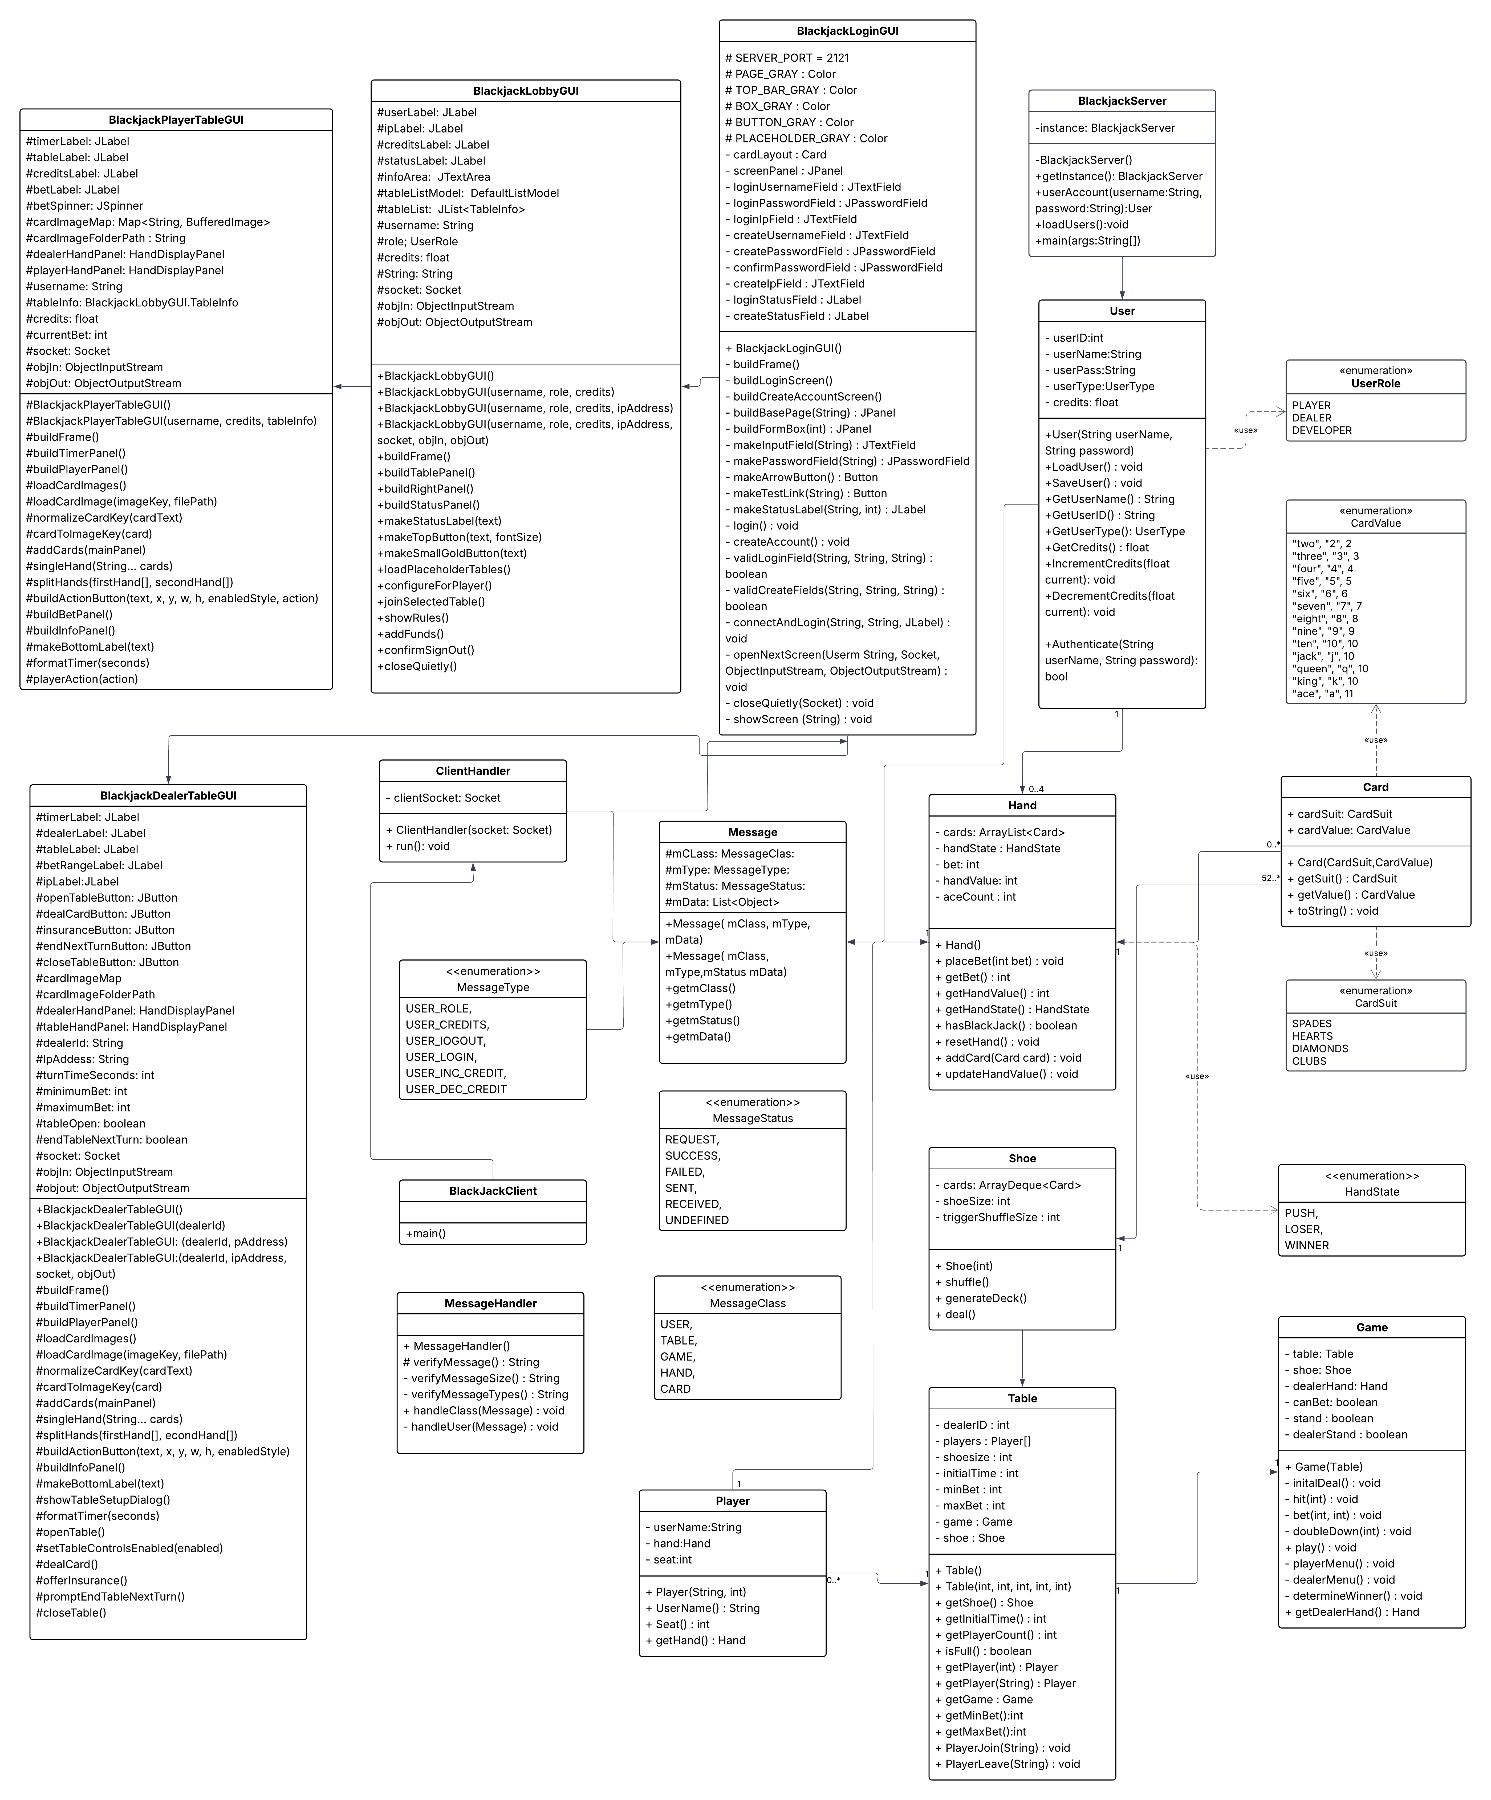 BlackjackPlayerTableGUI
#timerLabel: JLabel
#tableLabel: JLabel
#creditsLabel: JLabel
#betLabel: JLabel
#betSpinner: JSpinner
#cardImageMap: Map<String, BufferedImage>
#cardImageFolderPath : String
#dealerHandPanel: HandDisplayPanel
#playerHandPanel: HandDisplayPanel
#username: String
#tableInfo: BlackjackLobbyGUI.TableInfo
#credits: float
#currentBet: int
#socket: Socket
#objIn: ObjectInputStream
#objOut: ObjectOutputStream
#BlackjackPlayerTableGUI()
#BlackjackPlayerTableGUI(username, credits, tableInfo)
#buildFrame()
#buildTimerPanel()
#buildPlayerPanel()
#loadCardImages()
#loadCardImage(imageKey, filePath)
#normalizeCardKey(cardText)
#cardToImageKey(card)
#addCards(mainPanel)
#singleHand(String... cards)
#splitHands(firstHand[], secondHand[])
#buildActionButton(text, x, y, w, h, enabledStyle, action)
#buildBetPanel()
#buildInfoPanel()
#makeBottomLabel(text)
#formatTimer(seconds)
#playerAction(action)
BlackjackLobbyGUI
#userLabel: JLabel
#ipLabel: JLabel
#creditsLabel: JLabel
#statusLabel: JLabel
#infoArea:  JTextArea
#tableListModel:  DefaultListModel
#tableList:  JList<TableInfo>
#username: String
#role; UserRole
#credits: float
#String: String
#socket: Socket
#objIn: ObjectInputStream
#objOut: ObjectOutputStream
+BlackjackLobbyGUI()
+BlackjackLobbyGUI(username, role, credits)
+BlackjackLobbyGUI(username, role, credits, ipAddress)
+BlackjackLobbyGUI(username, role, credits, ipAddress,
socket, objIn, objOut)
+buildFrame()
+buildTablePanel()
+buildRightPanel()
+buildStatusPanel()
+makeStatusLabel(text)
+makeTopButton(text, fontSize)
+makeSmallGoldButton(text)
+loadPlaceholderTables()
+configureForPlayer()
+joinSelectedTable()
+showRules()
+addFunds()
+confirmSignOut()
+closeQuietly()
BlackjackLoginGUI
# SERVER_PORT = 2121
# PAGE_GRAY : Color
# TOP_BAR_GRAY : Color
# BOX_GRAY : Color
# BUTTON_GRAY : Color
# PLACEHOLDER_GRAY : Color
- cardLayout : Card
- screenPanel : JPanel
- loginUsernameField : JTextField
- loginPasswordField : JPasswordField
- loginIpField : JTextField
- createUsernameField : JTextField
- createPasswordField : JPasswordField
- confirmPasswordField : JPasswordField
- createIpField : JTextField
- loginStatusField : JLabel
- createStatusField : JLabel
+ BlackjackLoginGUI()
- buildFrame()
- buildLoginScreen()
- buildCreateAccountScreen()
- buildBasePage(String) : JPanel
- buildFormBox(int) : JPanel
- makeInputField(String) : JTextField
- makePasswordField(String) : JPasswordField
- makeArrowButton() : Button
- makeTestLink(String) : Button
- makeStatusLabel(String, int) : JLabel
- login() : void
- createAccount() : void
- validLoginField(String, String, String) :
boolean
- validCreateFields(String, String, String) :
boolean
- connectAndLogin(String, String, JLabel) :
void
- openNextScreen(Userm String, Socket,
ObjectInputStream, ObjectOutputStream) :
void
- closeQuietly(Socket) : void
- showScreen (String) : void
BlackjackServer
-instance: BlackjackServer
-BlackjackServer()
+getInstance(): BlackjackServer
+userAccount(username:String,
password:String):User
+loadUsers():void
+main(args:String[])
User
- userID:int
- userName:String
- userPass:String
- userType:UserType
- credits: float
+User(String userName,
String password)
+LoadUser() : void
+SaveUser() : void
+GetUserName() : String
+GetUserID() : String
+GetUserType(): UserType
+GetCredits() : float
+IncrementCredits(float
current): void
+DecrementCredits(float
current): void
+Authenticate(String
userName, String password):
bool
1
«use»
«enumeration»
UserRole
PLAYER
DEALER
DEVELOPER
«enumeration»
CardValue
"two", "2", 2
"three", "3", 3
"four", "4", 4
"five", "5", 5
"six", "6", 6
"seven", "7", 7
"eight", "8", 8
"nine", "9", 9
"ten", "10", 10
"jack", "j", 10
"queen", "q", 10
"king", "k", 10
"ace", "a", 11
«use»
Card
+ cardSuit: CardSuit
+ cardValue: CardValue
+ Card(CardSuit,CardValue)
+ getSuit() : CardSuit
+ getValue() : CardValue
+ toString() : void
0..*
52..*
«use»
«enumeration»
CardSuit
SPADES
HEARTS
DIAMONDS
CLUBS
BlackjackDealerTableGUI
#timerLabel: JLabel
#dealerLabel: JLabel
#tableLabel: JLabel
#betRangeLabel: JLabel
#ipLabel:JLabel
#openTableButton: JButton
#dealCardButton: JButton
#insuranceButton: JButton
#endNextTurnButton: JButton
#closeTableButton: JButton
#cardImageMap
#cardImageFolderPath
#dealerHandPanel: HandDisplayPanel
#tableHandPanel: HandDisplayPanel
#dealerId: String
#IpAddess: String
#turnTimeSeconds: int
#minimumBet: int
#maximumBet: int
#tableOpen: boolean
#endTableNextTurn: boolean
#socket: Socket
#objIn: ObjectInputStream
#objout: ObjectOutputStream
+BlackjackDealerTableGUI()
+BlackjackDealerTableGUI(dealerId)
+BlackjackDealerTableGUI: (dealerId, pAddress)
+BlackjackDealerTableGUI:(dealerId, ipAddress,
socket, objOut)
#buildFrame()
#buildTimerPanel()
#buildPlayerPanel()
#loadCardImages()
#loadCardImage(imageKey, filePath)
#normalizeCardKey(cardText)
#cardToImageKey(card)
#addCards(mainPanel)
#singleHand(String... cards)
#splitHands(firstHand[], econdHand[])
#buildActionButton(text, x, y, w, h, enabledStyle)
#buildInfoPanel()
#makeBottomLabel(text)
#showTableSetupDialog()
#formatTimer(seconds)
#openTable()
#setTableControlsEnabled(enabled)
#dealCard()
#offerInsurance()
#promptEndTableNextTurn()
#closeTable()
ClientHandler
- clientSocket: Socket
+ ClientHandler(socket: Socket)
+ run(): void
<<enumeration>>
MessageType
USER_ROLE,
USER_CREDITS,
USER_lOGOUT,
USER_LOGIN,
USER_INC_CREDIT,
USER_DEC_CREDIT
BlackJackClient
+main()
MessageHandler
+ MessageHandler()
# verifyMessage() : String
- verifyMessageSize() : String
- verifyMessageTypes() : String
+ handleClass(Message) : void
- handleUser(Message) : void
Message
#mCLass: MessageClas:
#mType: MessageType:
#mStatus: MessageStatus:
#mData: List<Object>
+Message( mClass, mType,
mData)
+Message( mClass,
mType,mStatus mData)
+getmClass()
+getmType()
+getmStatus()
+getmData()
<<enumeration>>
MessageStatus
REQUEST,
SUCCESS,
FAILED,
SENT,
RECEIVED,
UNDEFINED
<<enumeration>>
MessageClass
USER,
TABLE,
GAME,
HAND,
CARD
1
Player
- userName:String
- hand:Hand
- seat:int
+ Player(String, int)
+ UserName() : String
+ Seat() : int
+ getHand() : Hand
0..*
0..4
Hand
- cards: ArrayList<Card>
- handState : HandState
- bet: int
- handValue: int
- aceCount : int
+ Hand()
+ placeBet(int bet) : void
+ getBet() : int
+ getHandValue() : int
+ getHandState() : HandState
+ hasBlackJack() : boolean
+ resetHand() : void
+ addCard(Card card) : void
+ updateHandValue() : void
1
1
«use»
Shoe
- cards: ArrayDeque<Card>
- shoeSize: int
- triggerShuffleSize : int
+ Shoe(int)
+ shuffle()
+ generateDeck()
+ deal()
1
Table
- dealerID : int
- players : Player[]
- shoesize : int
- initialTime : int
- minBet : int
- maxBet : int
- game : Game
- shoe : Shoe
+ Table()
+ Table(int, int, int, int, int)
+ getShoe() : Shoe
+ getInitialTime() : int
+ getPlayerCount() : int
+ isFull() : boolean
+ getPlayer(int) : Player
+ getPlayer(String) : Player
+ getGame : Game
+ getMinBet():int
+ getMaxBet():int
+ PlayerJoin(String) : void
+ PlayerLeave(String) : void
1
1
<<enumeration>>
HandState
PUSH,
LOSER,
WINNER
Game
- table: Table
- shoe: Shoe
- dealerHand: Hand
- canBet: boolean
- stand : boolean
- dealerStand : boolean
+ Game(Table)
- initalDeal() : void
- hit(int) : void
- bet(int, int) : void
- doubleDown(int) : void
+ play() : void
- playerMenu() : void
- dealerMenu() : void
- determineWinner() : void
+ getDealerHand() : Hand
1